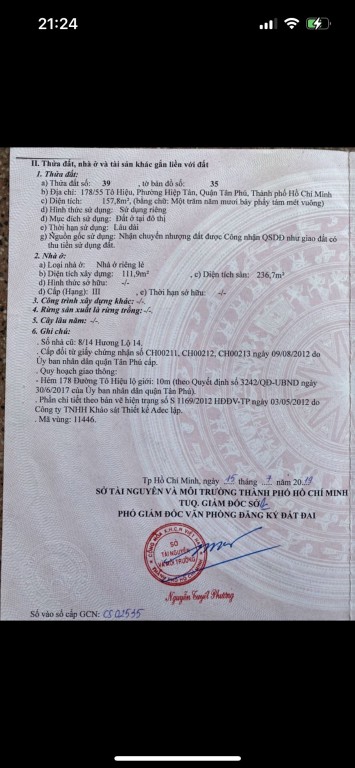 21:24
II. Thửa đất, nhà ở và tài sản khác gắn liền với đất
1. Thửa đất:
a) Thửa đất số: 39 , tờ bản đồ số: 35
b) Địa chỉ: 178/55 Tô Hiệu, Phường Hiệp Tân, Quận Tân Phú, Thành phố Hồ Chí Minh
c) Diện tích: 157,8m², (bằng chữ: Một trăm năm mươi bảy phẩy tám mét vuông)
d) Hình thức sử dụng: Sử dụng riêng
đ) Mục đích sử dụng: Đất ở tại đô thị
e) Thời hạn sử dụng: Lâu dài
g) Nguồn gốc sử dụng: Nhận chuyển nhượng đất được Công nhận QSDĐ như giao đất có
thu tiền sử dụng đất.
2. Nhà ở:
a) Loại nhà ở: Nhà ở riêng lẻ
b) Diện tích xây dựng: 111,9m² , c) Diện tích sàn: 236,7m²
d) Hình thức sở hữu: -/-
đ) Cấp (Hạng): III , e) Thời hạn sở hữu: -/-
3. Công trình xây dựng khác: -/-.
4. Rừng sản xuất là rừng trồng: -/-.
5. Cây lâu năm: -/-
6. Ghi chú:
. Số nhà cũ: 8/14 Hương Lộ 14.
. Cấp đổi từ giấy chứng nhận số CH00211, CH00212, CH00213 ngày 09/08/2012 do
Ủy ban nhân dân quận Tân Phú cấp.
. Quy hoạch giao thông:
- Hẻm 178 Đường Tô Hiệu lộ giới: 10m (theo Quyết định số 3242/QĐ-UBND ngày
30/6/2017 của Ủy ban nhân dân quận Tân Phú).
. Phần chi tiết theo bản vẽ hiện trạng số S 1169/2012 HĐĐV-TP ngày 03/05/2012 do
Công ty TNHH Khảo sát Thiết kế Adec lập.
. Mã vùng: 11446.
Tp Hồ Chí Minh, ngày 15 tháng 7 năm 2019
SỞ TÀI NGUYÊN VÀ MÔI TRƯỜNG THÀNH PHỐ HỒ CHÍ MINH
TUQ. GIÁM ĐỐC SỞ
PHÓ GIÁM ĐỐC VĂN PHÒNG ĐĂNG KÝ ĐẤT ĐAI
SỞ
TÀI NGUYÊN
VÀ MÔI TRƯỜNG
Nguyễn Tuyết Phương
Số vào sổ cấp GCN: CS 02535